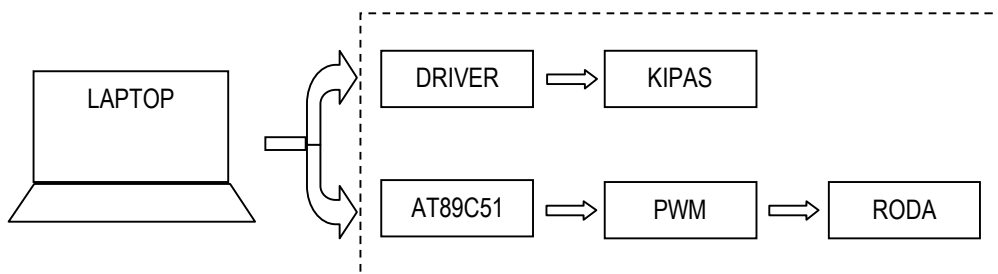 LAPTOP
DRIVER
KIPAS
AT89C51
PWM
RODA